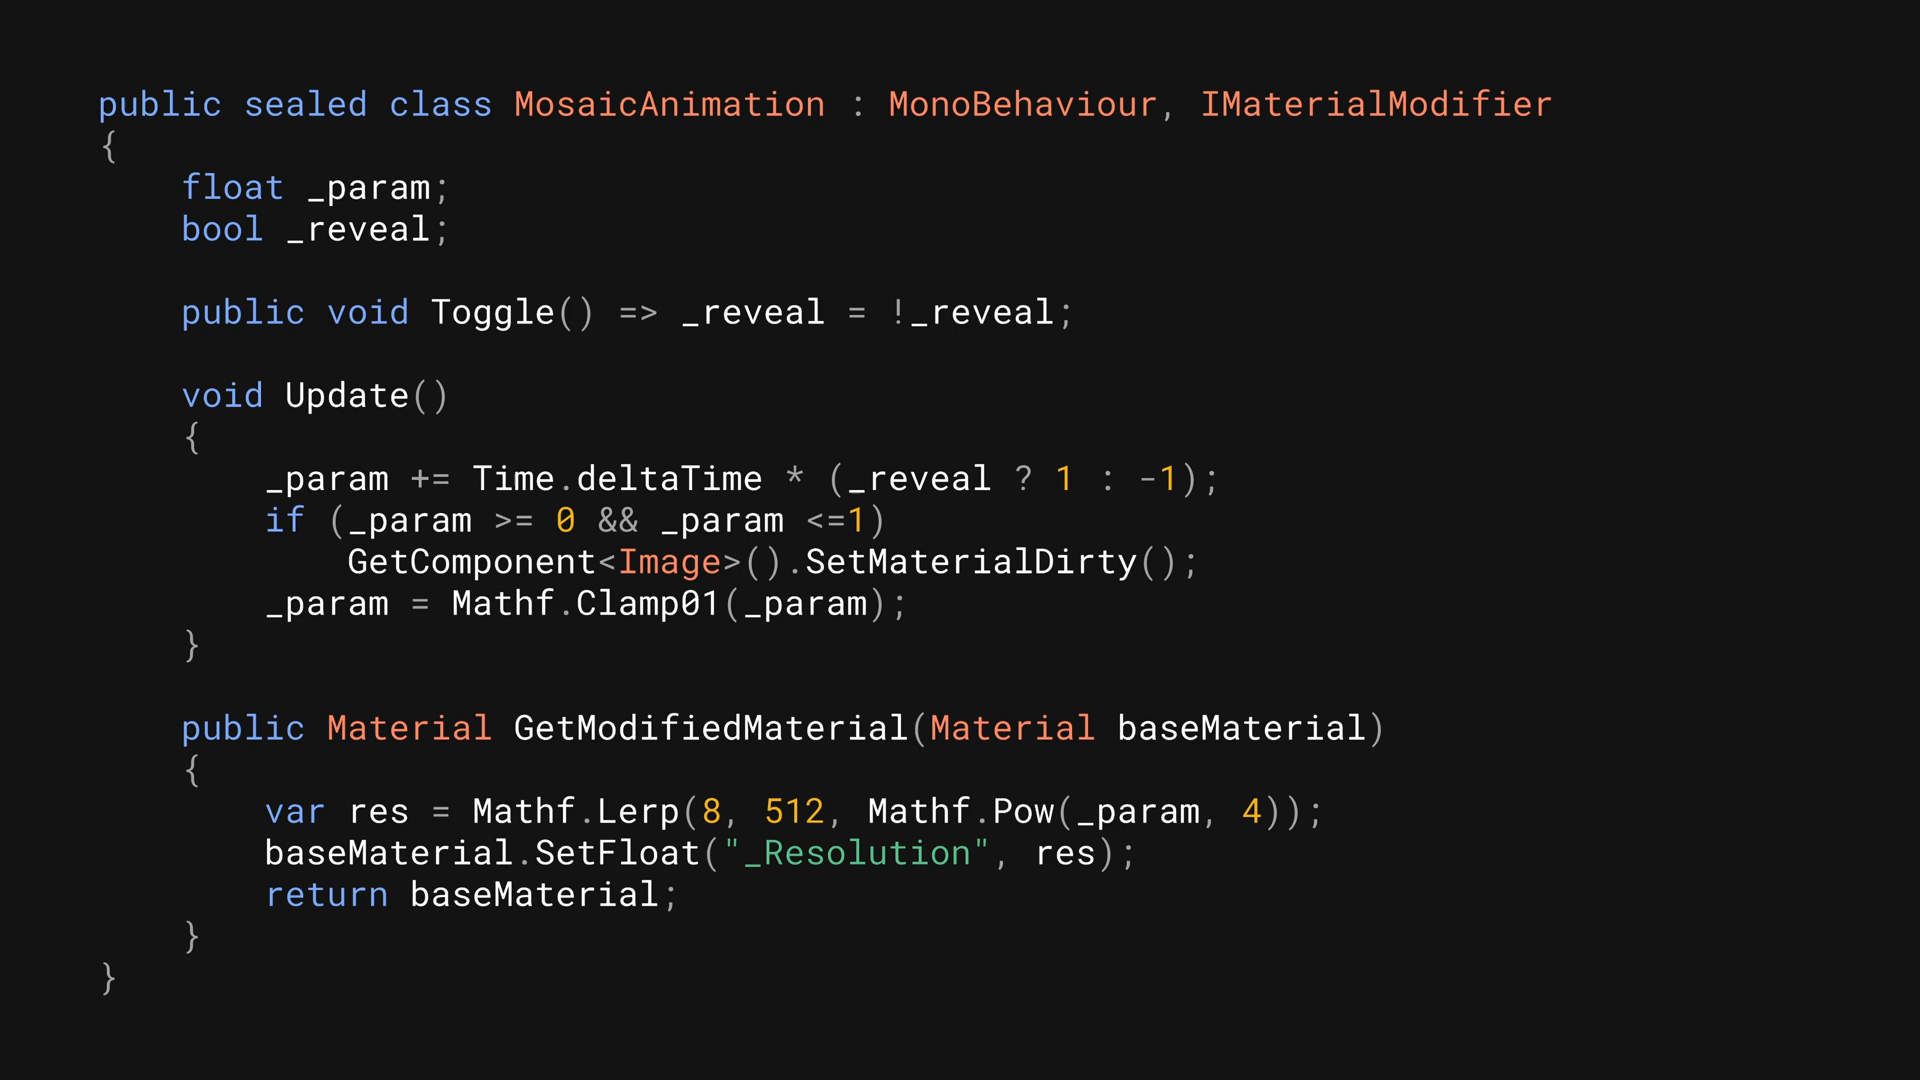 public sealed class MosaicAnimation : MonoBehaviour, IMaterialModifier
{
    float _param;
    bool _reveal;

    public void Toggle() => _reveal = !_reveal;

    void Update()
    {
        _param += Time.deltaTime * (_reveal ? 1 : -1);
        if (_param >= 0 && _param <=1)
            GetComponent<Image>().SetMaterialDirty();
        _param = Mathf.Clamp01(_param);
    }

    public Material GetModifiedMaterial(Material baseMaterial)
    {
        var res = Mathf.Lerp(8, 512, Mathf.Pow(_param, 4));
        baseMaterial.SetFloat("_Resolution", res);
        return baseMaterial;
    }
}